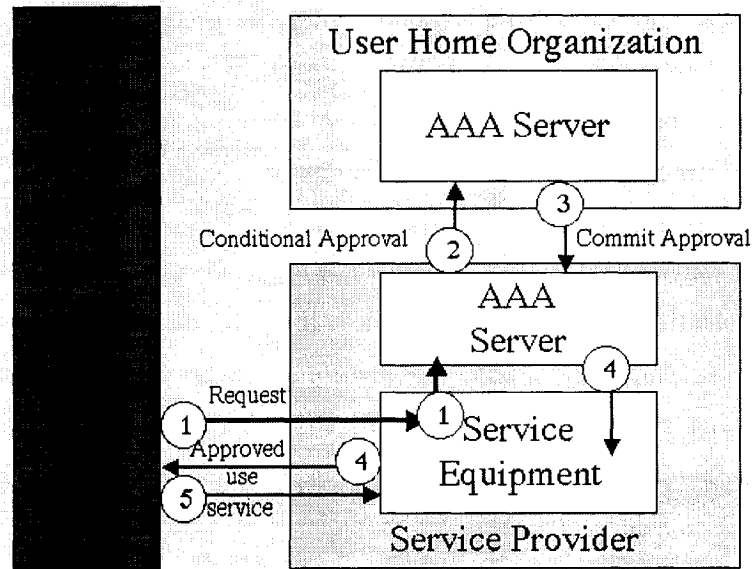 User Home Organization
AAA Server
3
Conditional Approval
2
Commit Approval
AAA
Server
4
Request
1
1
Service
Equipment
Approved
4
use
5
service
Service Provider